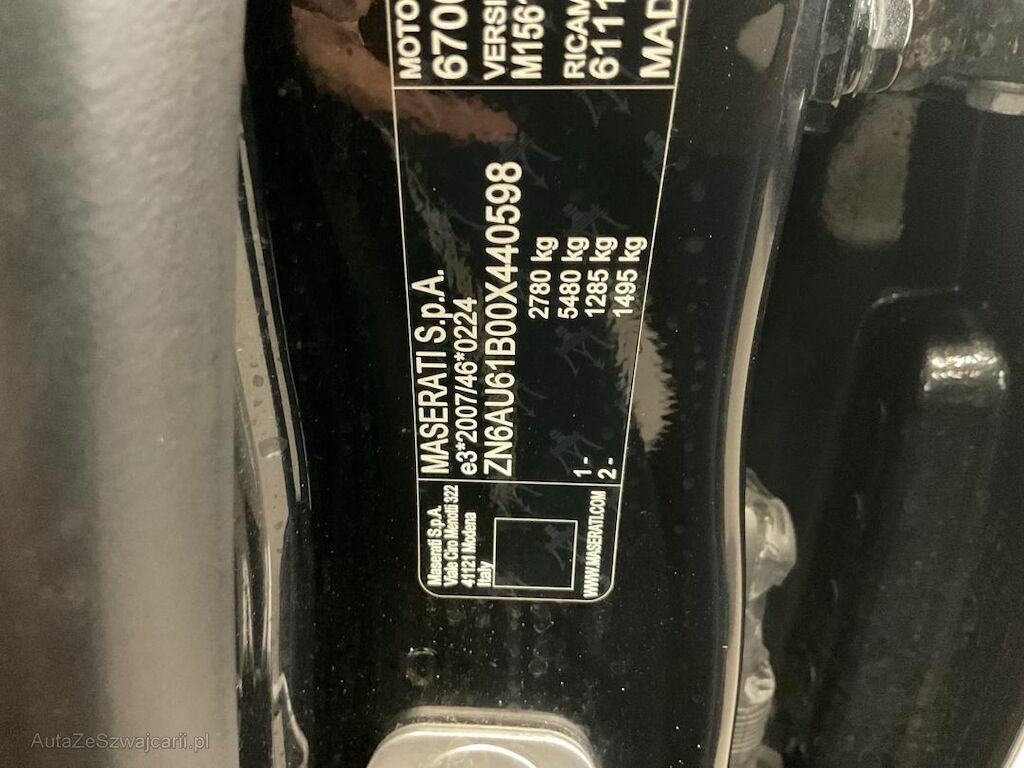 Maserati S.p.A.
Viale Ciro Menotti 322
41121 Modena
Italy
WWW.MASERATI.COM
MASERATI S.p.A.
e3*2007/46*0224
ZN6AU61B00X440598
2780 kg
5480 kg
1 - 1285 kg
2 - 1495 kg
MOTO
670
VERSI
M156
RICAM
6111
MAD
AutaZeSzwajcarii.pl